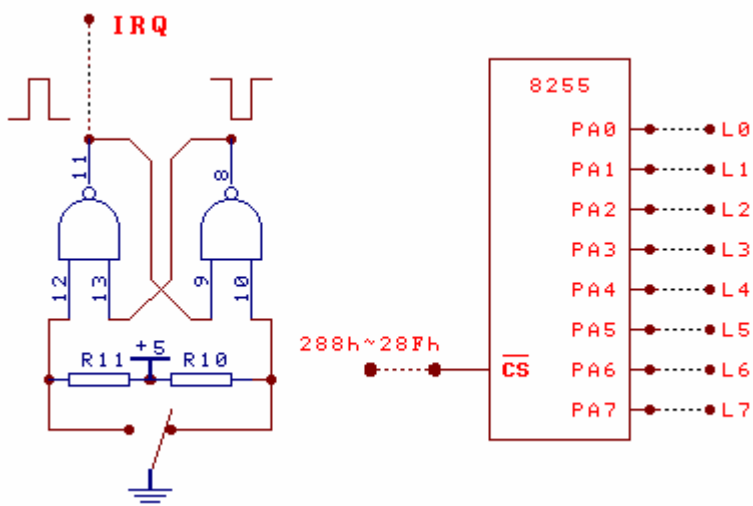 IRQ
11
8
12
13
9
10
R11
+5
R10
8255
PA0
L0
PA1
L1
PA2
L2
PA3
L3
PA4
L4
PA5
L5
288h~28Fh
CS
PA6
L6
PA7
L7